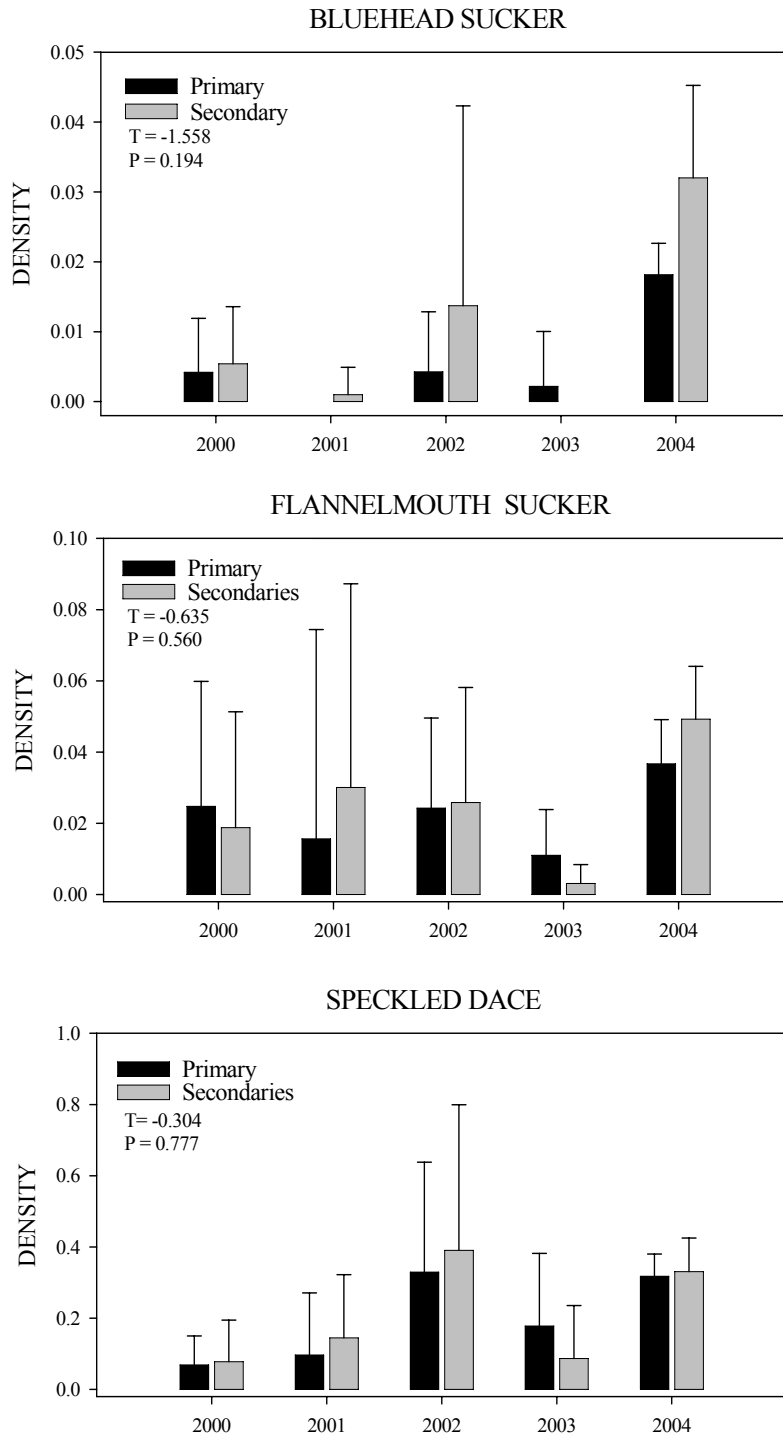 BLUEHEAD SUCKER
0.05
0.04
0.03
0.02
0.01
0.00
DENSITY
Primary
Secondary
T = -1.558
P = 0.194
2000 2001 2002 2003 2004
FLANNELMOUTH SUCKER
0.10
0.08
0.06
0.04
0.02
0.00
DENSITY
Primary
Secondaries
T = -0.635
P = 0.560
2000 2001 2002 2003 2004
SPECKLED DACE
1.0
0.8
0.6
0.4
0.2
0.0
DENSITY
Primary
Secondaries
T= -0.304
P = 0.777
2000 2001 2002 2003 2004